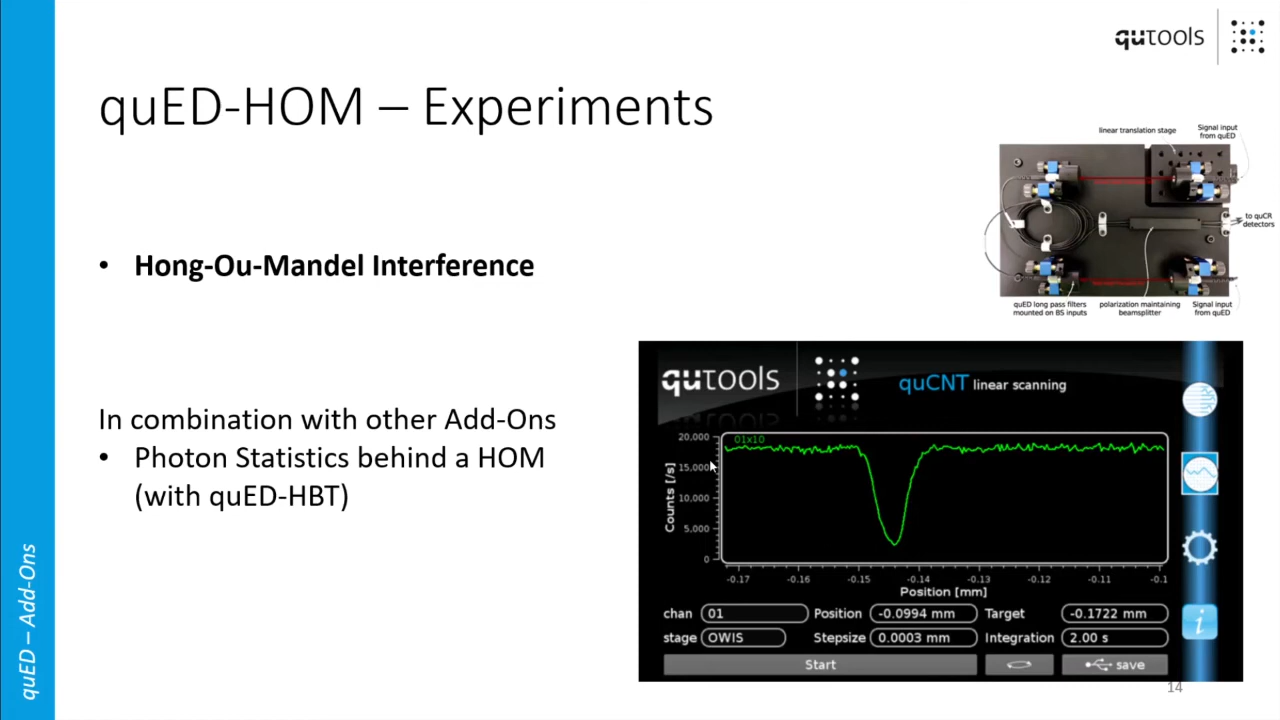 qutools
quED-HOM – Experiments
linear translation stage
Signal input
from quED
• Hong-Ou-Mandel Interference
to quCR
detectors
quED long pass filters
mounted on BS inputs
polarization maintaining
beamsplitter
Signal input
from quED
In combination with other Add-Ons
• Photon Statistics behind a HOM
(with quED-HBT)
qutools
quCNT linear scanning
01x10
20,000
15,000
10,000
5,000
0
Counts [/s]
-0.17 -0.16 -0.15 -0.14 -0.13 -0.12 -0.11 -0.1
Position [mm]
chan 01 Position -0.0994 mm Target -0.1722 mm
stage OWIS Stepsize 0.0003 mm Integration 2.00 s
Start save
i
quED – Add-Ons
14